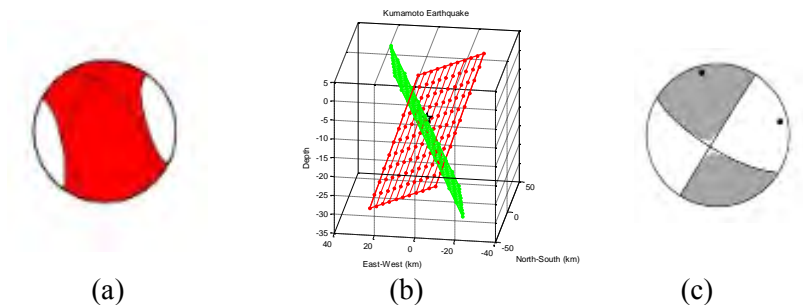 Kumamoto Earthquake
5
0
-5
-10
-15
-20
-25
-30
-35
Depth
40
20
0
-20
-40
East-West (km)
50
0
-50
North-South (km)
(a)
(b)
(c)